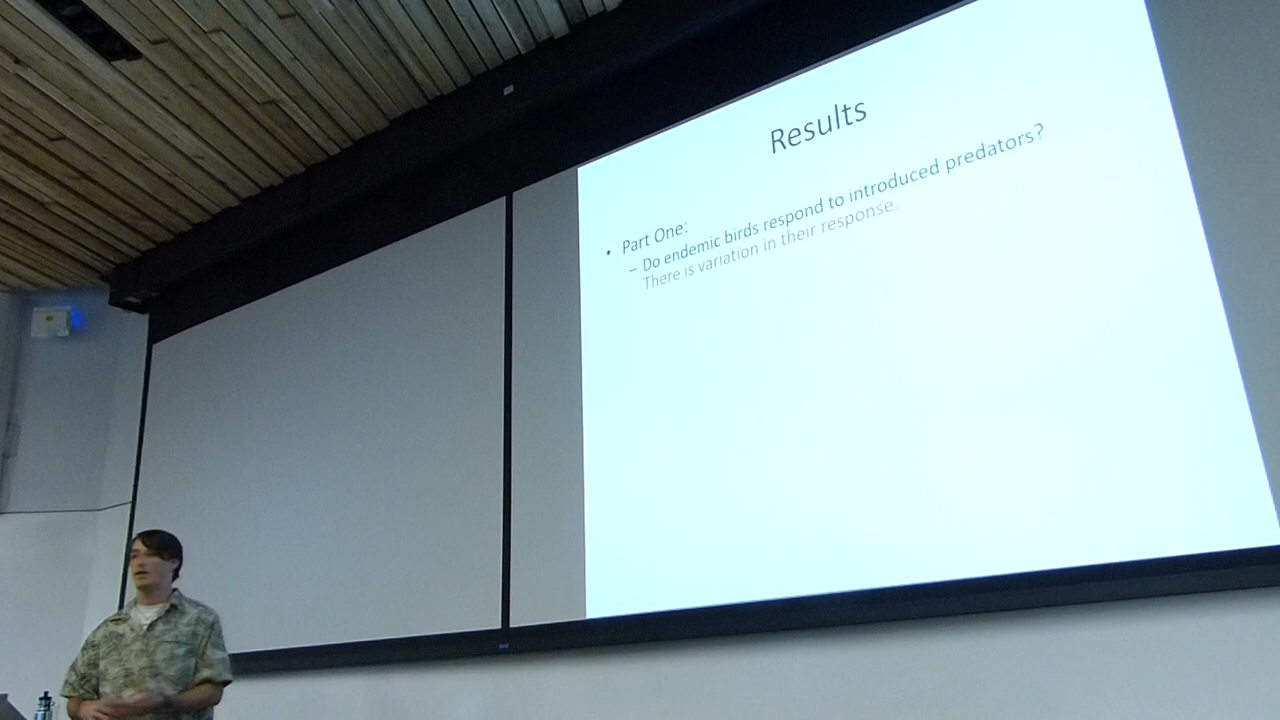 Results
• Part One:
– Do endemic birds respond to introduced predators?
There is variation in their response.